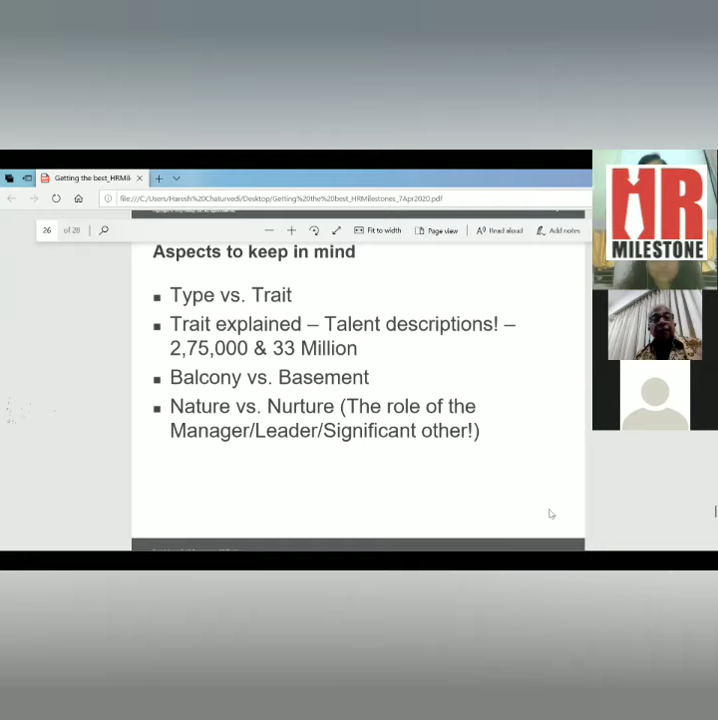 Getting the best_HRMil
file:///C:/Users/Haresh%20Chaturvedi/Desktop/Getting%20the%20best_HRMilestones_7Apr2020.pdf
26 of 28
Fit to width
Page view
Read aloud
Add notes
HR
MILESTONE
Aspects to keep in mind
Type vs. Trait
Trait explained – Talent descriptions! –
2,75,000 & 33 Million
Balcony vs. Basement
Nature vs. Nurture (The role of the
Manager/Leader/Significant other!)